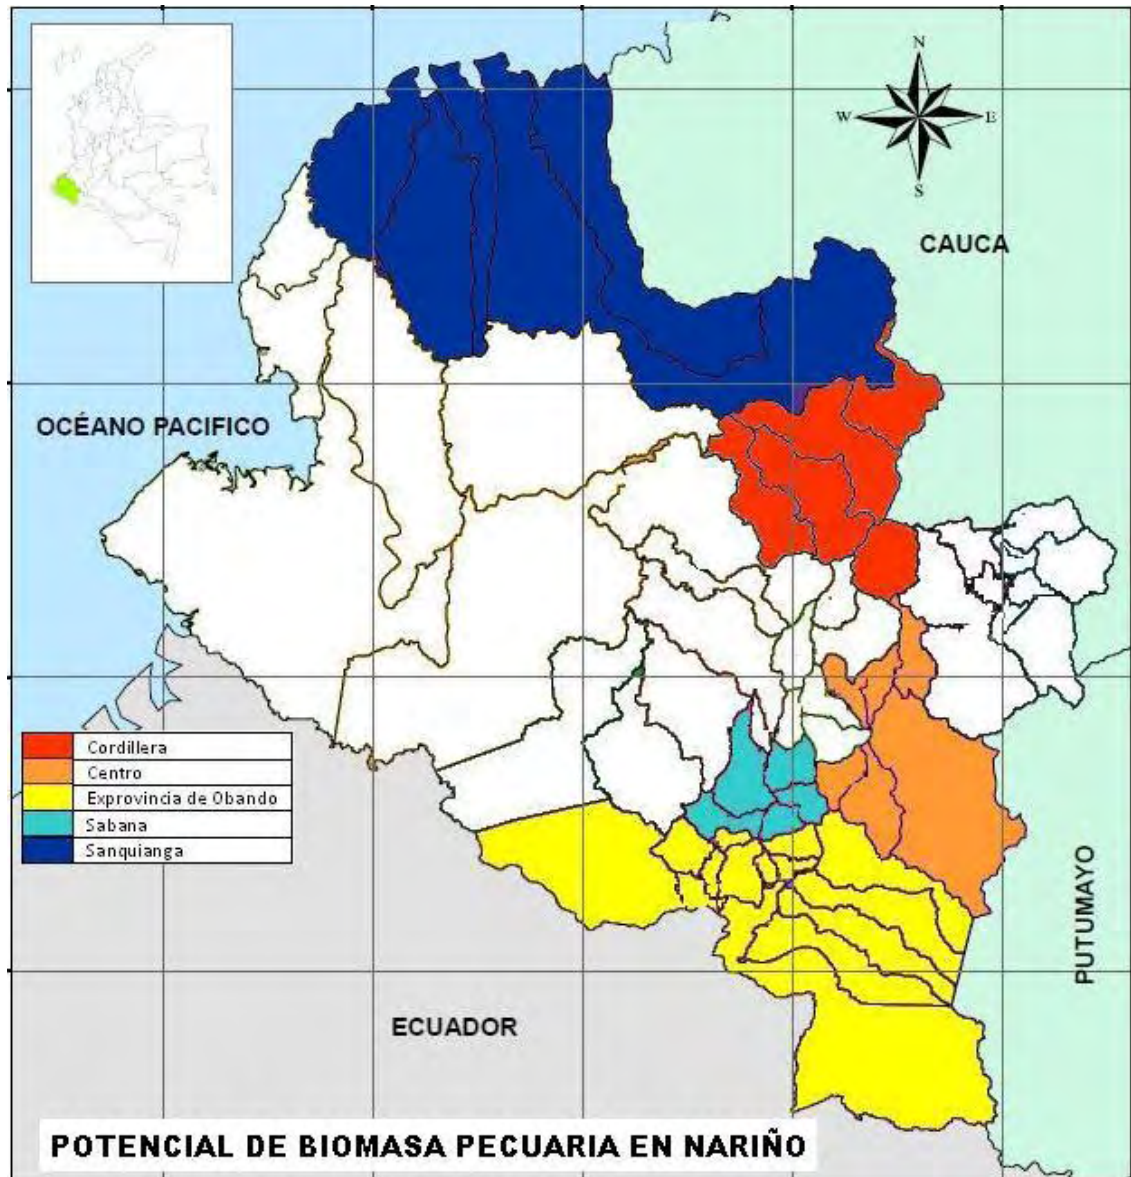 N
W
E
S
CAUCA
OCÉANO PACIFICO
Cordillera
Centro
Exprovincia de Obando
Sabana
Sanquianga
PUTUMAYO
ECUADOR
POTENCIAL DE BIOMASA PECUARIA EN NARIÑO